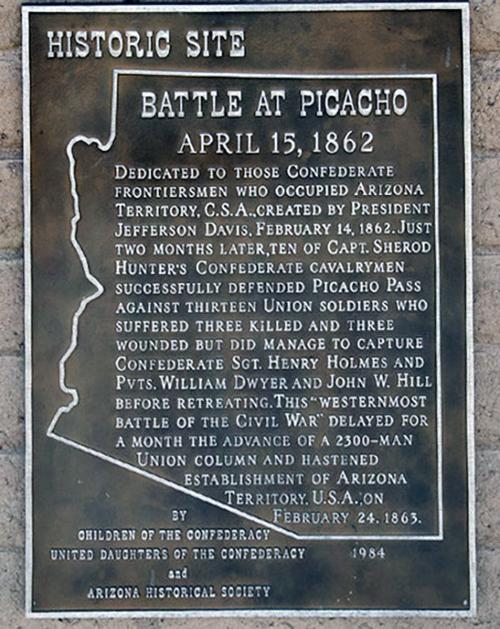 HISTORIC SITE
BATTLE AT PICACHO
APRIL 15, 1862
DEDICATED TO THOSE CONFEDERATE
FRONTIERSMEN WHO OCCUPIED ARIZONA
TERRITORY, C.S.A., CREATED BY PRESIDENT
JEFFERSON DAVIS, FEBRUARY 14, 1862. JUST
TWO MONTHS LATER, TEN OF CAPT. SHEROD
HUNTER'S CONFEDERATE CAVALRYMEN
SUCCESSFULLY DEFENDED PICACHO PASS
AGAINST THIRTEEN UNION SOLDIERS WHO
SUFFERED THREE KILLED AND THREE
WOUNDED BUT DID MANAGE TO CAPTURE
CONFEDERATE SGT. HENRY HOLMES AND
PVTS. WILLIAM DWYER AND JOHN W. HILL
BEFORE RETREATING. THIS "WESTERNMOST
BATTLE OF THE CIVIL WAR" DELAYED FOR
A MONTH THE ADVANCE OF A 2300-MAN
UNION COLUMN AND HASTENED
ESTABLISHMENT OF ARIZONA
TERRITORY, U.S.A., ON
FEBRUARY 24, 1863.
BY
CHILDREN OF THE CONFEDERACY
UNITED DAUGHTERS OF THE CONFEDERACY 1984
and
ARIZONA HISTORICAL SOCIETY